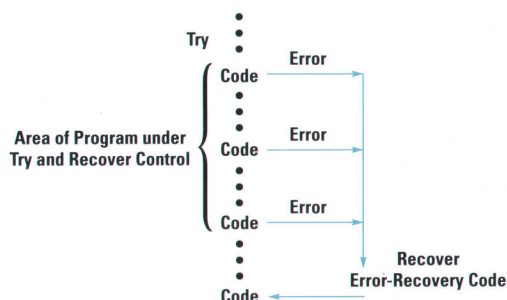 Try
Error
Code
Area of Program under
Try and Recover Control
Error
Code
Error
Code
Recover
Error-Recovery Code
Code